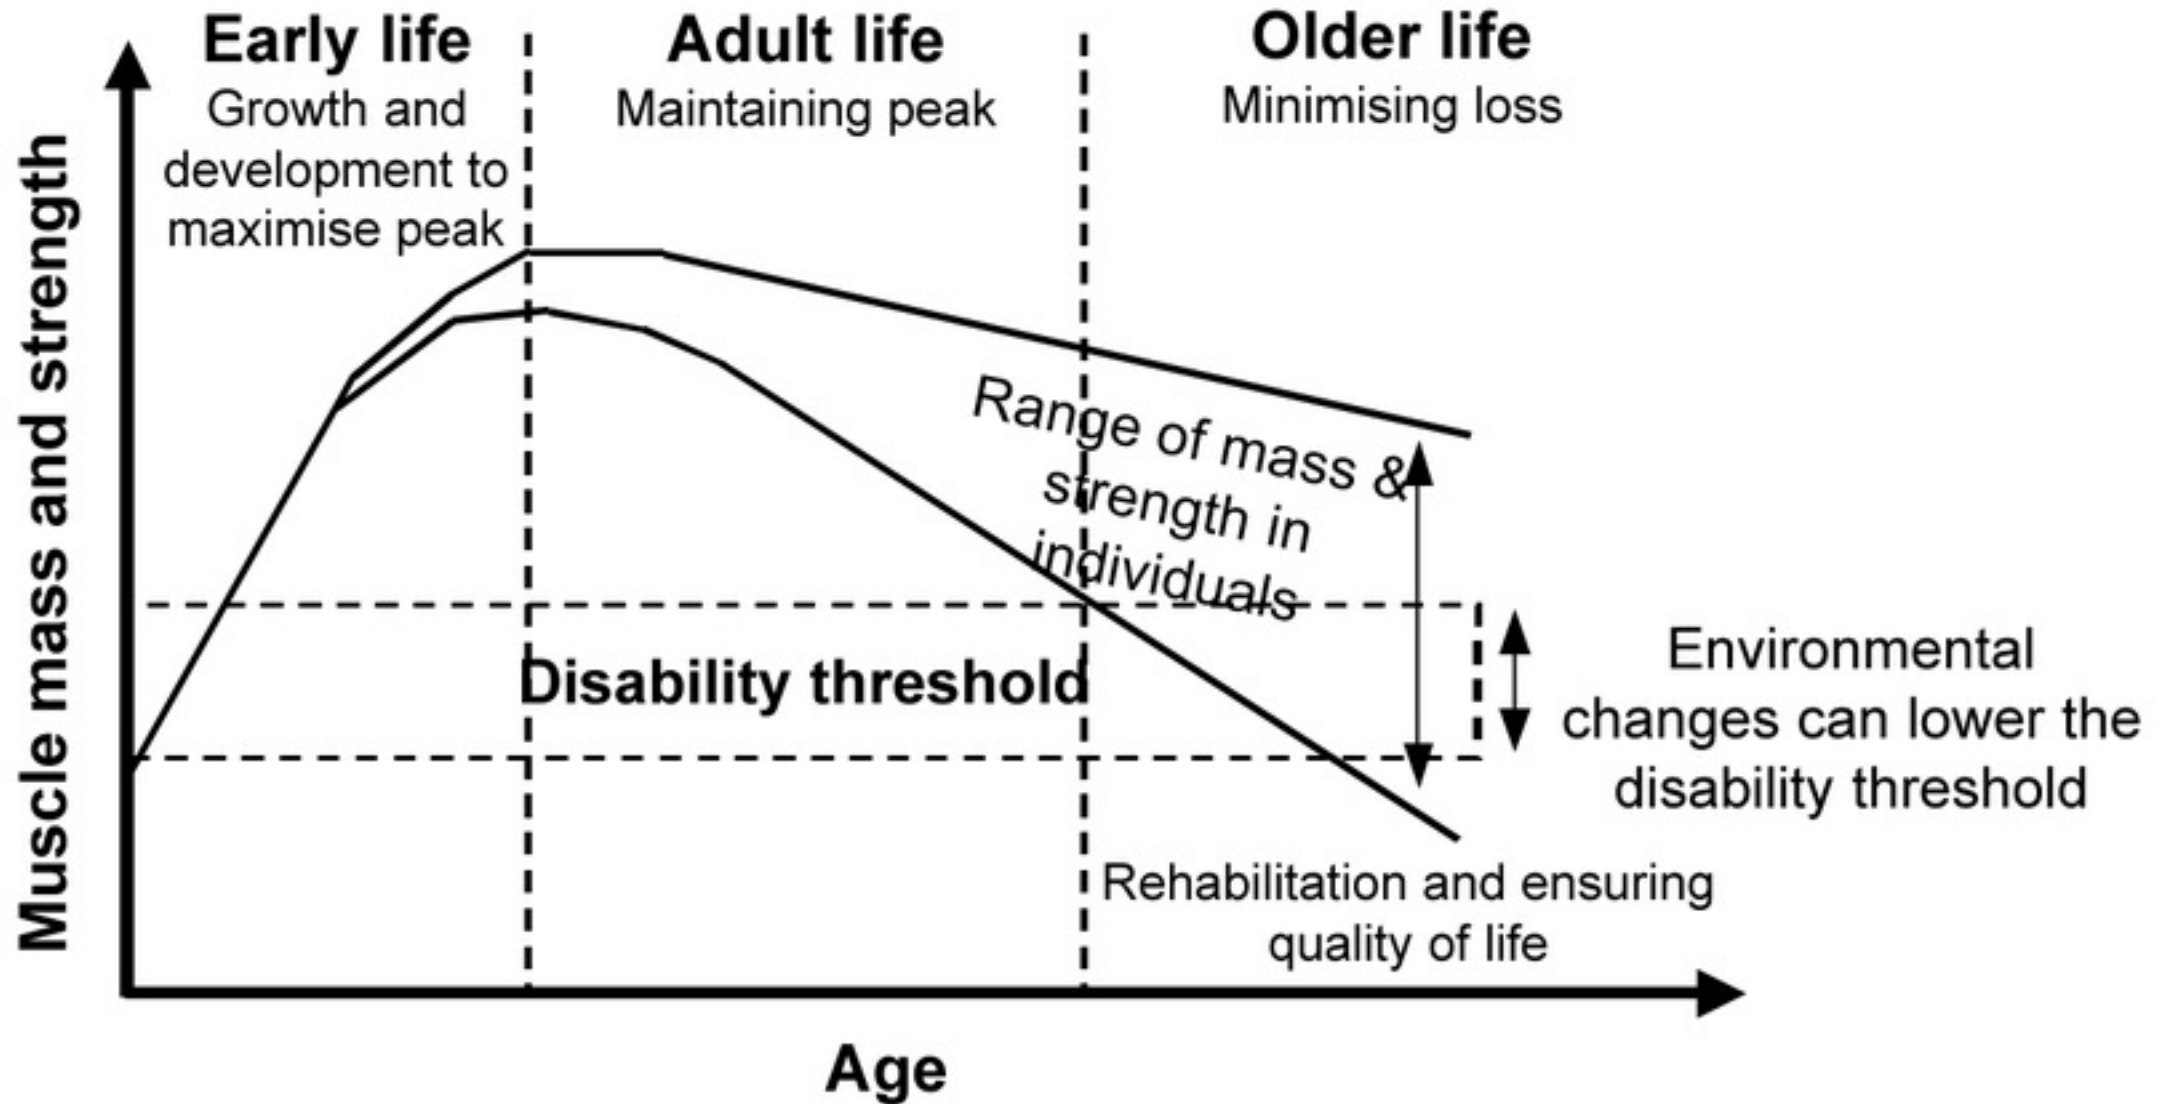 Early life
Growth and
development to
maximise peak
Adult life
Maintaining peak
Older life
Minimising loss
Muscle mass and strength
Range of mass &
strength in
individuals
Disability threshold
Environmental
changes can lower the
disability threshold
Rehabilitation and ensuring
quality of life
Age